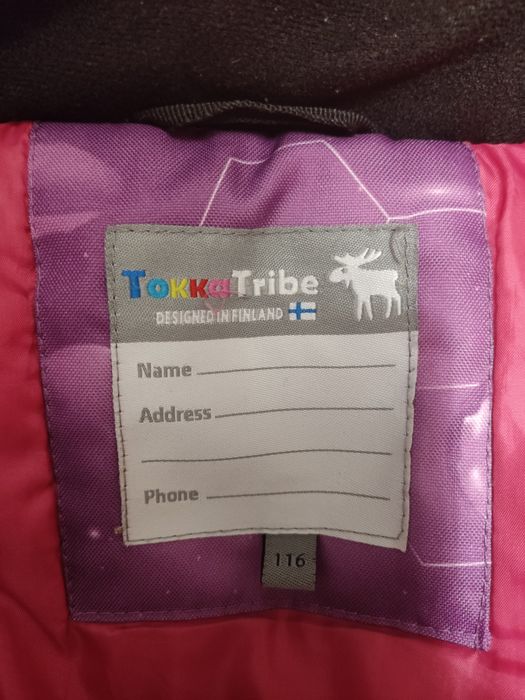 TokkaTribe
DESIGNED IN FINLAND
Name
Address
Phone
116